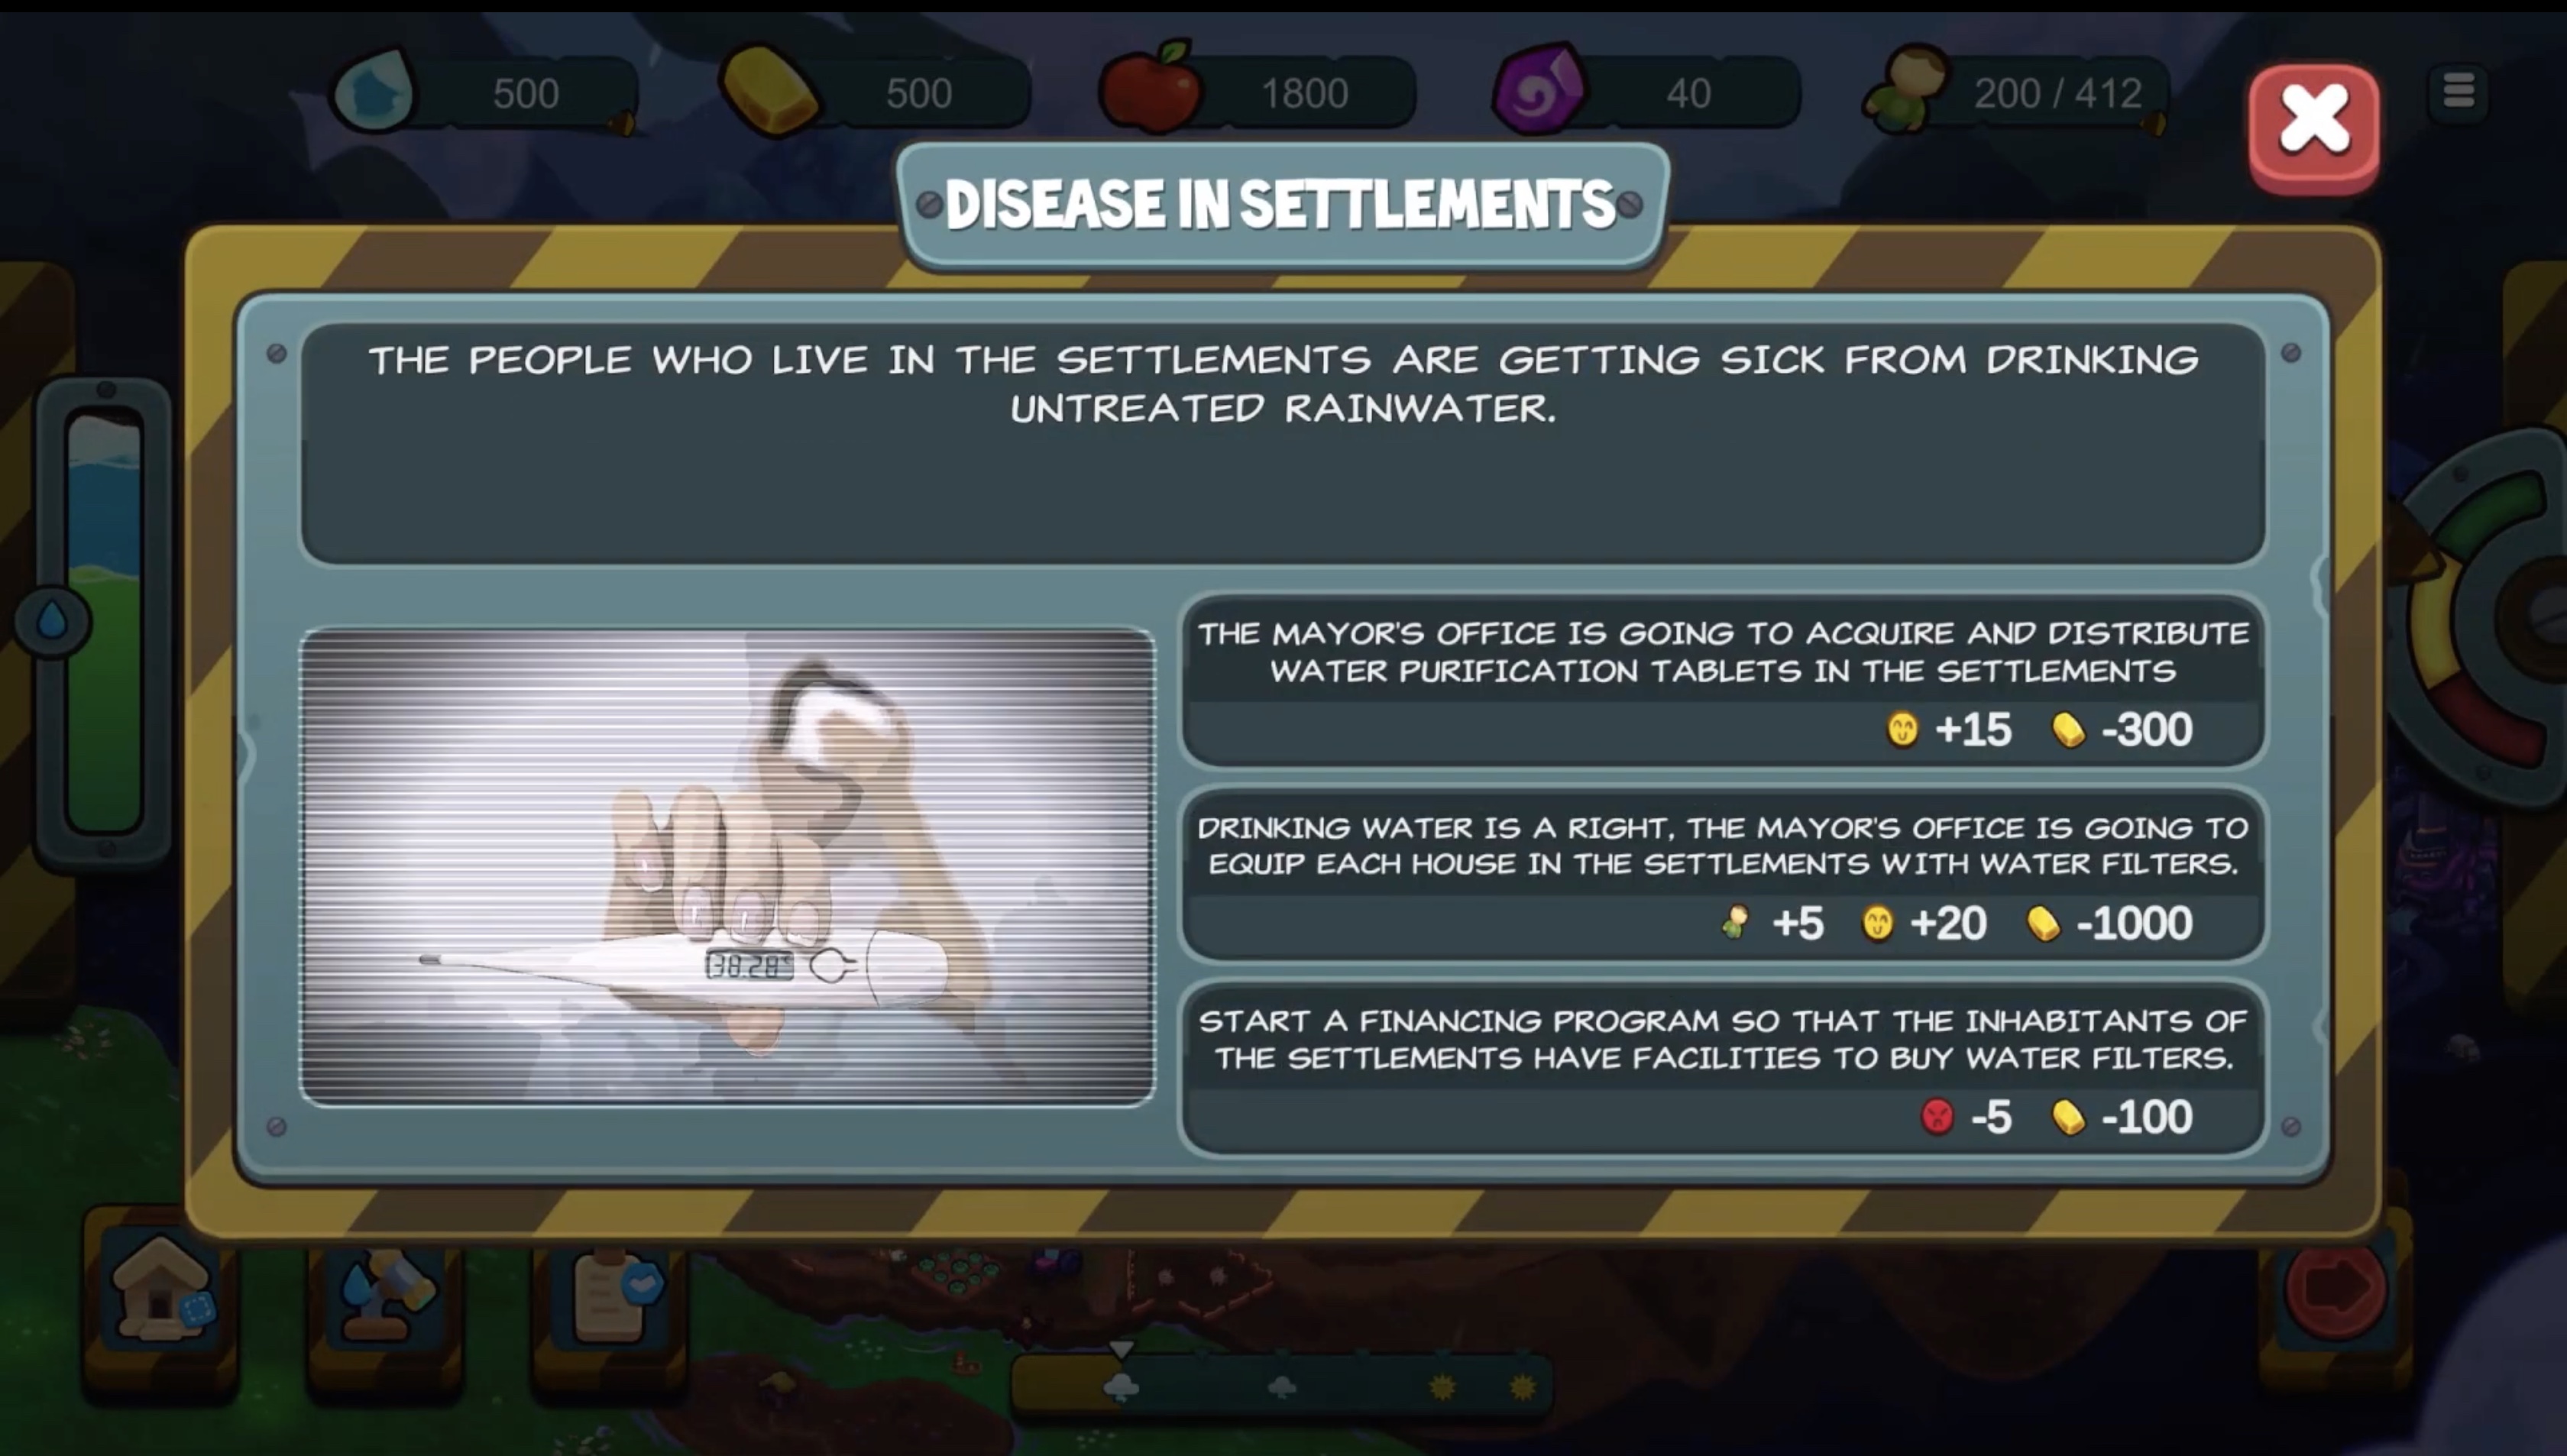 500 500 1800 40 200 / 412
DISEASE IN SETTLEMENTS
THE PEOPLE WHO LIVE IN THE SETTLEMENTS ARE GETTING SICK FROM DRINKING
UNTREATED RAINWATER.
THE MAYOR'S OFFICE IS GOING TO ACQUIRE AND DISTRIBUTE
WATER PURIFICATION TABLETS IN THE SETTLEMENTS
+15 -300
DRINKING WATER IS A RIGHT, THE MAYOR'S OFFICE IS GOING TO
EQUIP EACH HOUSE IN THE SETTLEMENTS WITH WATER FILTERS.
+5 +20 -1000
38.28
START A FINANCING PROGRAM SO THAT THE INHABITANTS OF
THE SETTLEMENTS HAVE FACILITIES TO BUY WATER FILTERS.
-5 -100